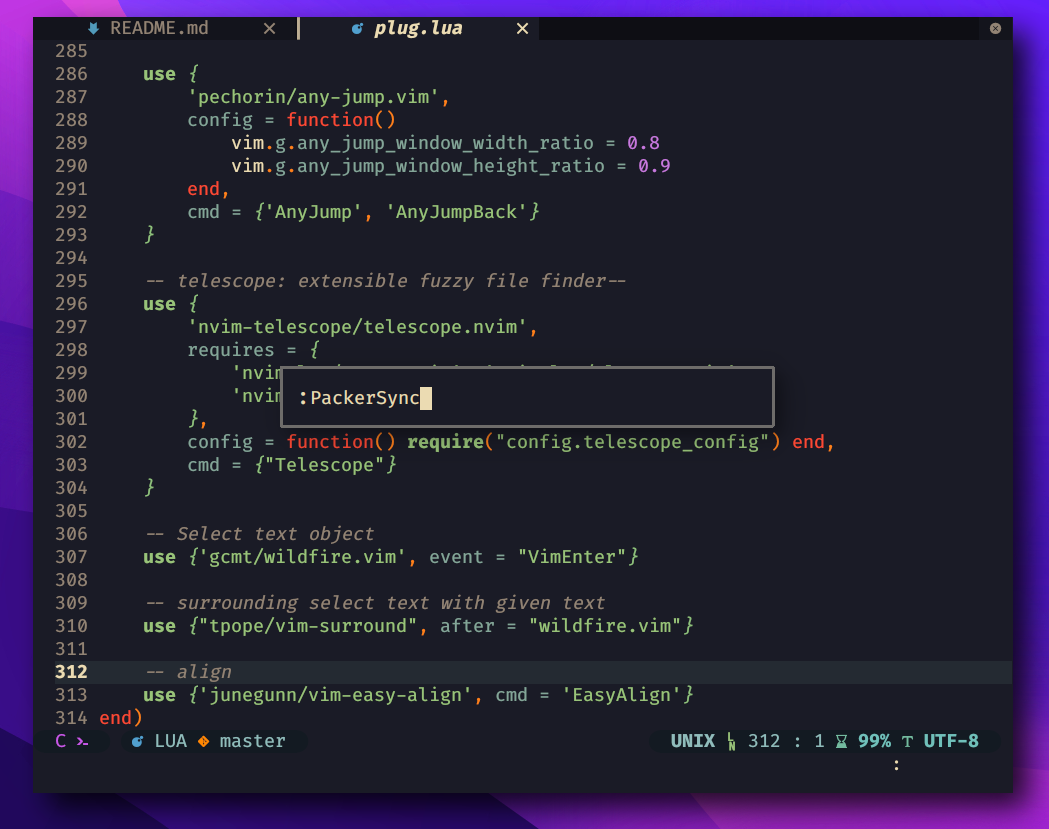 README.md plug.lua
285
286 use {
287 'pechorin/any-jump.vim',
288 config = function()
289 vim.g.any_jump_window_width_ratio = 0.8
290 vim.g.any_jump_window_height_ratio = 0.9
291 end,
292 cmd = {'AnyJump', 'AnyJumpBack'}
293 }
294
295 -- telescope: extensible fuzzy file finder--
296 use {
297 'nvim-telescope/telescope.nvim',
298 requires = {
299 'nvim
300 'nvim
:PackerSync
301 },
302 config = function() require("config.telescope_config") end,
303 cmd = {"Telescope"}
304 }
305
306 -- Select text object
307 use {'gcmt/wildfire.vim', event = "VimEnter"}
308
309 -- surrounding select text with given text
310 use {"tpope/vim-surround", after = "wildfire.vim"}
311
312 -- align
313 use {'junegunn/vim-easy-align', cmd = 'EasyAlign'}
314 end)
C LUA master UNIX LN 312 : 1 99% T UTF-8
: